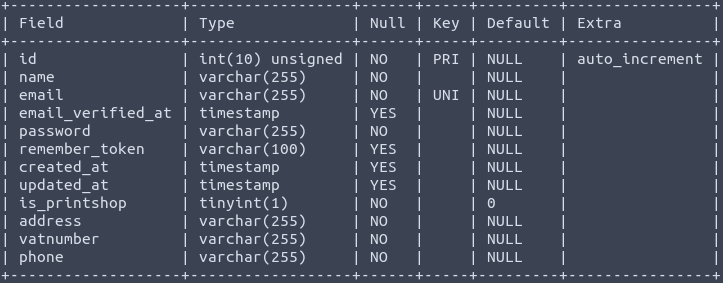 +-------------------+------------------+------+-----+---------+----------------+
| Field             | Type             | Null | Key | Default | Extra          |
+-------------------+------------------+------+-----+---------+----------------+
| id                | int(10) unsigned | NO   | PRI | NULL    | auto_increment |
| name              | varchar(255)     | NO   |     | NULL    |                |
| email             | varchar(255)     | NO   | UNI | NULL    |                |
| email_verified_at | timestamp        | YES  |     | NULL    |                |
| password          | varchar(255)     | NO   |     | NULL    |                |
| remember_token    | varchar(100)     | YES  |     | NULL    |                |
| created_at        | timestamp        | YES  |     | NULL    |                |
| updated_at        | timestamp        | YES  |     | NULL    |                |
| is_printshop      | tinyint(1)       | NO   |     | 0       |                |
| address           | varchar(255)     | NO   |     | NULL    |                |
| vatnumber         | varchar(255)     | NO   |     | NULL    |                |
| phone             | varchar(255)     | NO   |     | NULL    |                |
+-------------------+------------------+------+-----+---------+----------------+